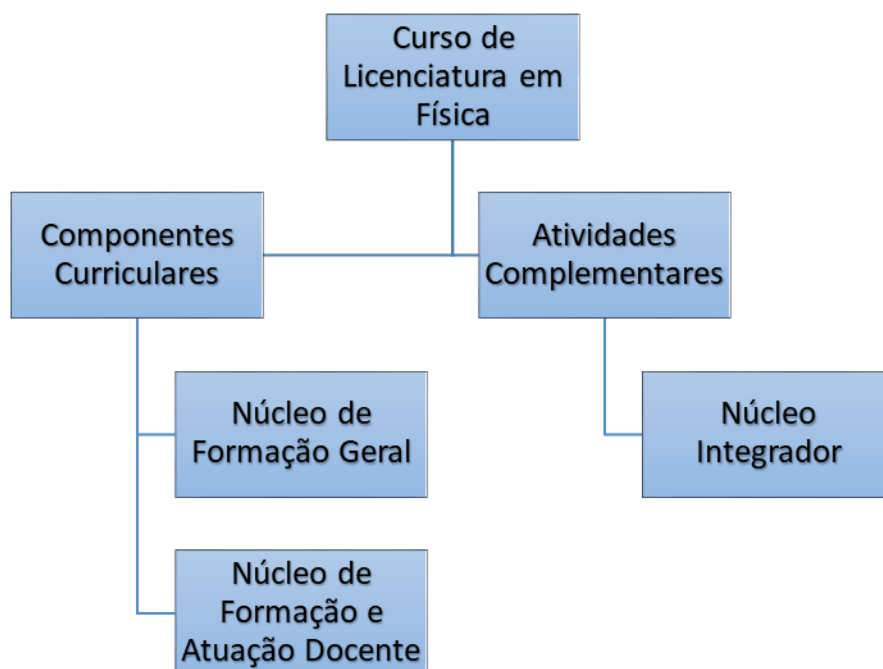 Curso de
Licenciatura em
Física
Componentes
Curriculares
Atividades
Complementares
Núcleo de
Formação Geral
Núcleo
Integrador
Núcleo de
Formação e
Atuação Docente